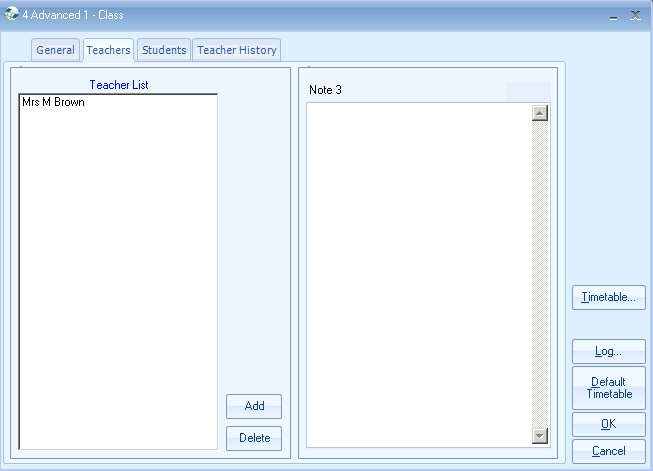 4 Advanced 1 - Class
General Teachers Students Teacher History
Teacher List
Mrs M Brown
Note 3
Add
Delete
Timetable...
Log...
Default
Timetable
OK
Cancel